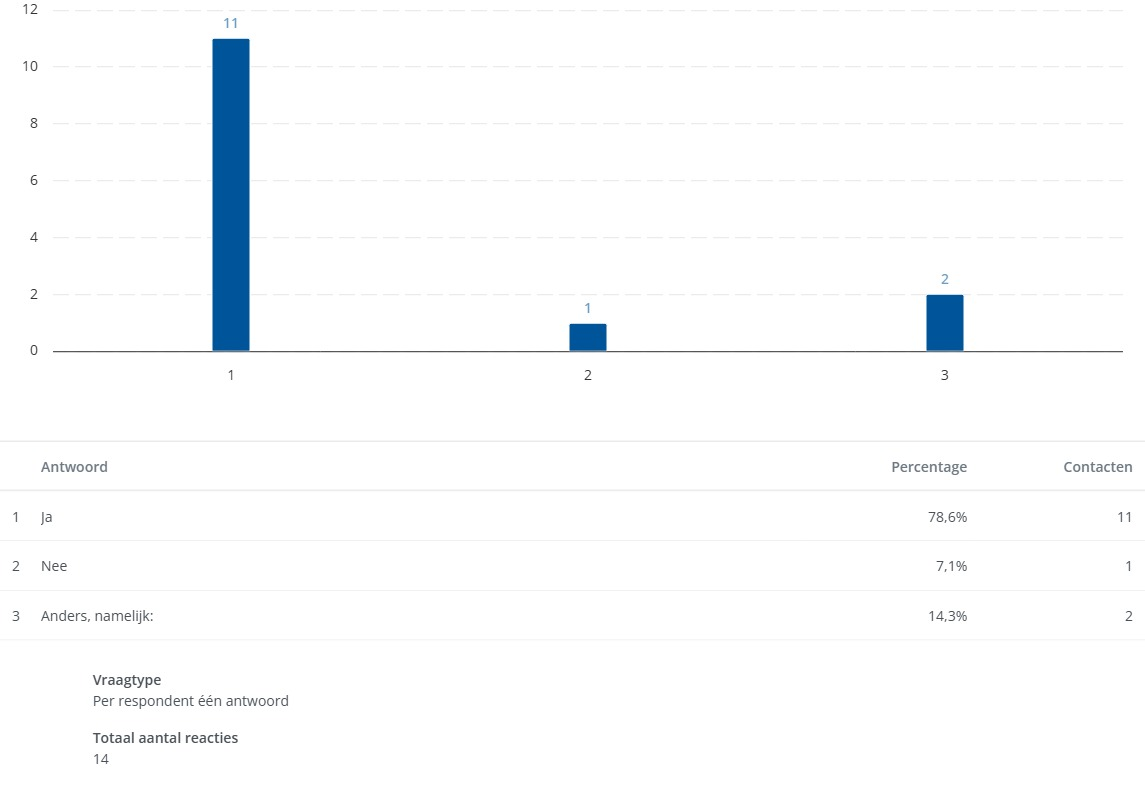 12
11
10
8
6
4
2
2
1
0
1
2
3
Antwoord Percentage Contacten
1 Ja 78,6% 11
2 Nee 7,1% 1
3 Anders, namelijk: 14,3% 2
Vraagtype
Per respondent één antwoord
Totaal aantal reacties
14